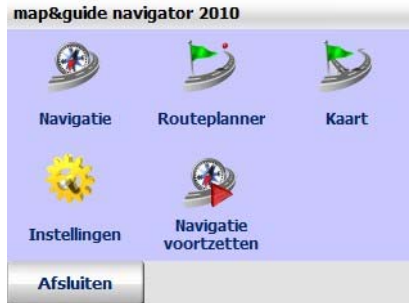 map&guide navigator 2010
Navigatie
Routeplanner
Kaart
Instellingen
Navigatie
voortzetten
Afsluiten